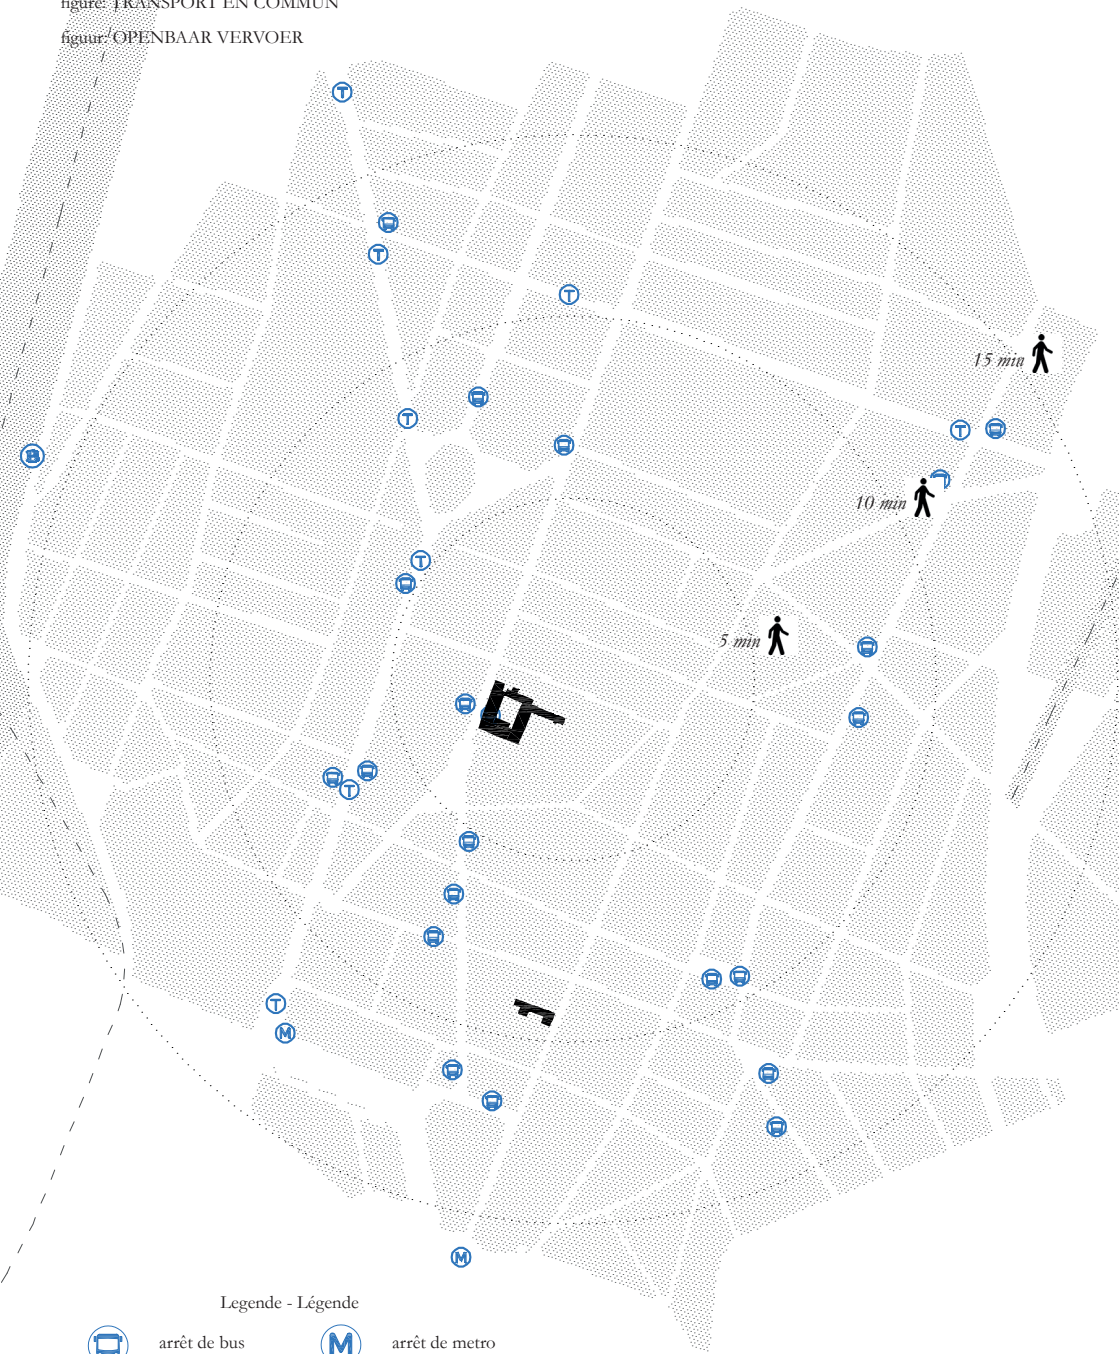 figure: TRANSPORT EN COMMUN
figuur: OPENBAAR VERVOER
T
T
T
15 min
T
T
B
10 min
T
5 min
T
T
M
M
Legende - Légende
arrêt de bus
M
arrêt de metro